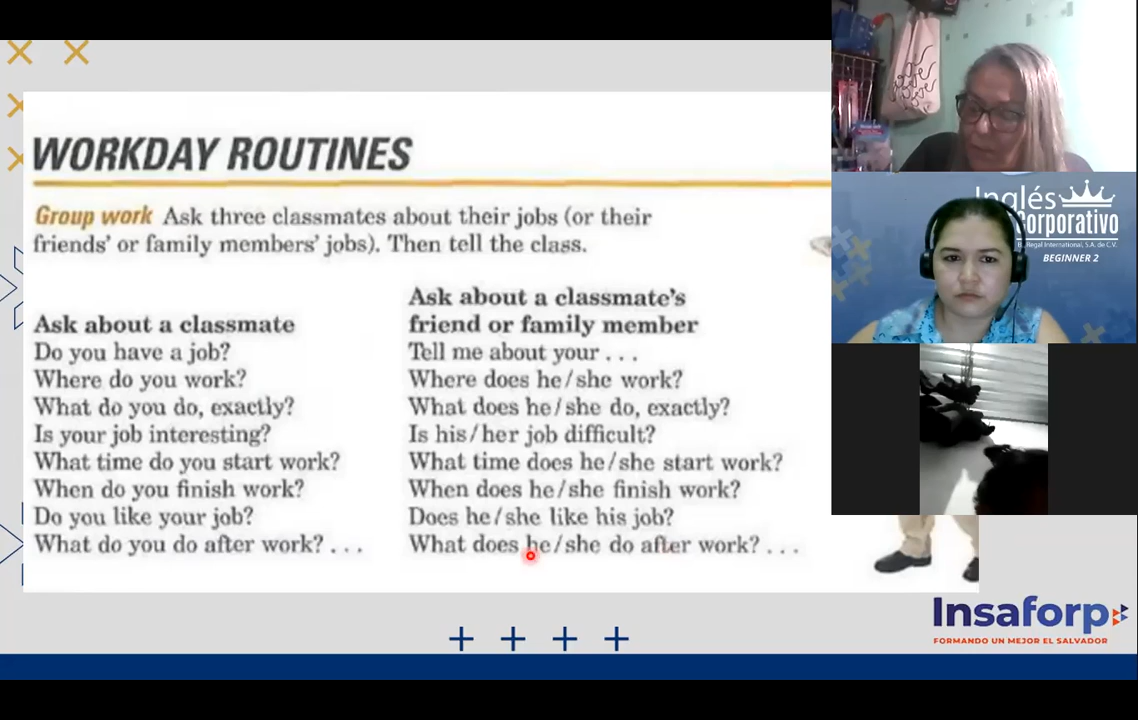 WORKDAY ROUTINES
Group work Ask three classmates about their jobs (or their
friends' or family members' jobs). Then tell the class.
Ask about a classmate
Do you have a job?
Where do you work?
What do you do, exactly?
Is your job interesting?
What time do you start work?
When do you finish work?
Do you like your job?
What do you do after work? . . .
Ask about a classmate's
friend or family member
Tell me about your . . .
Where does he/she work?
What does he/she do, exactly?
Is his/her job difficult?
What time does he/she start work?
When does he/she finish work?
Does he/she like his job?
What does he/she do after work? . . .
Inglés
Corporativo
Regal International, S.A. de C.V.
BEGINNER 2
Insaforp
FORMANDO UN MEJOR EL SALVADOR